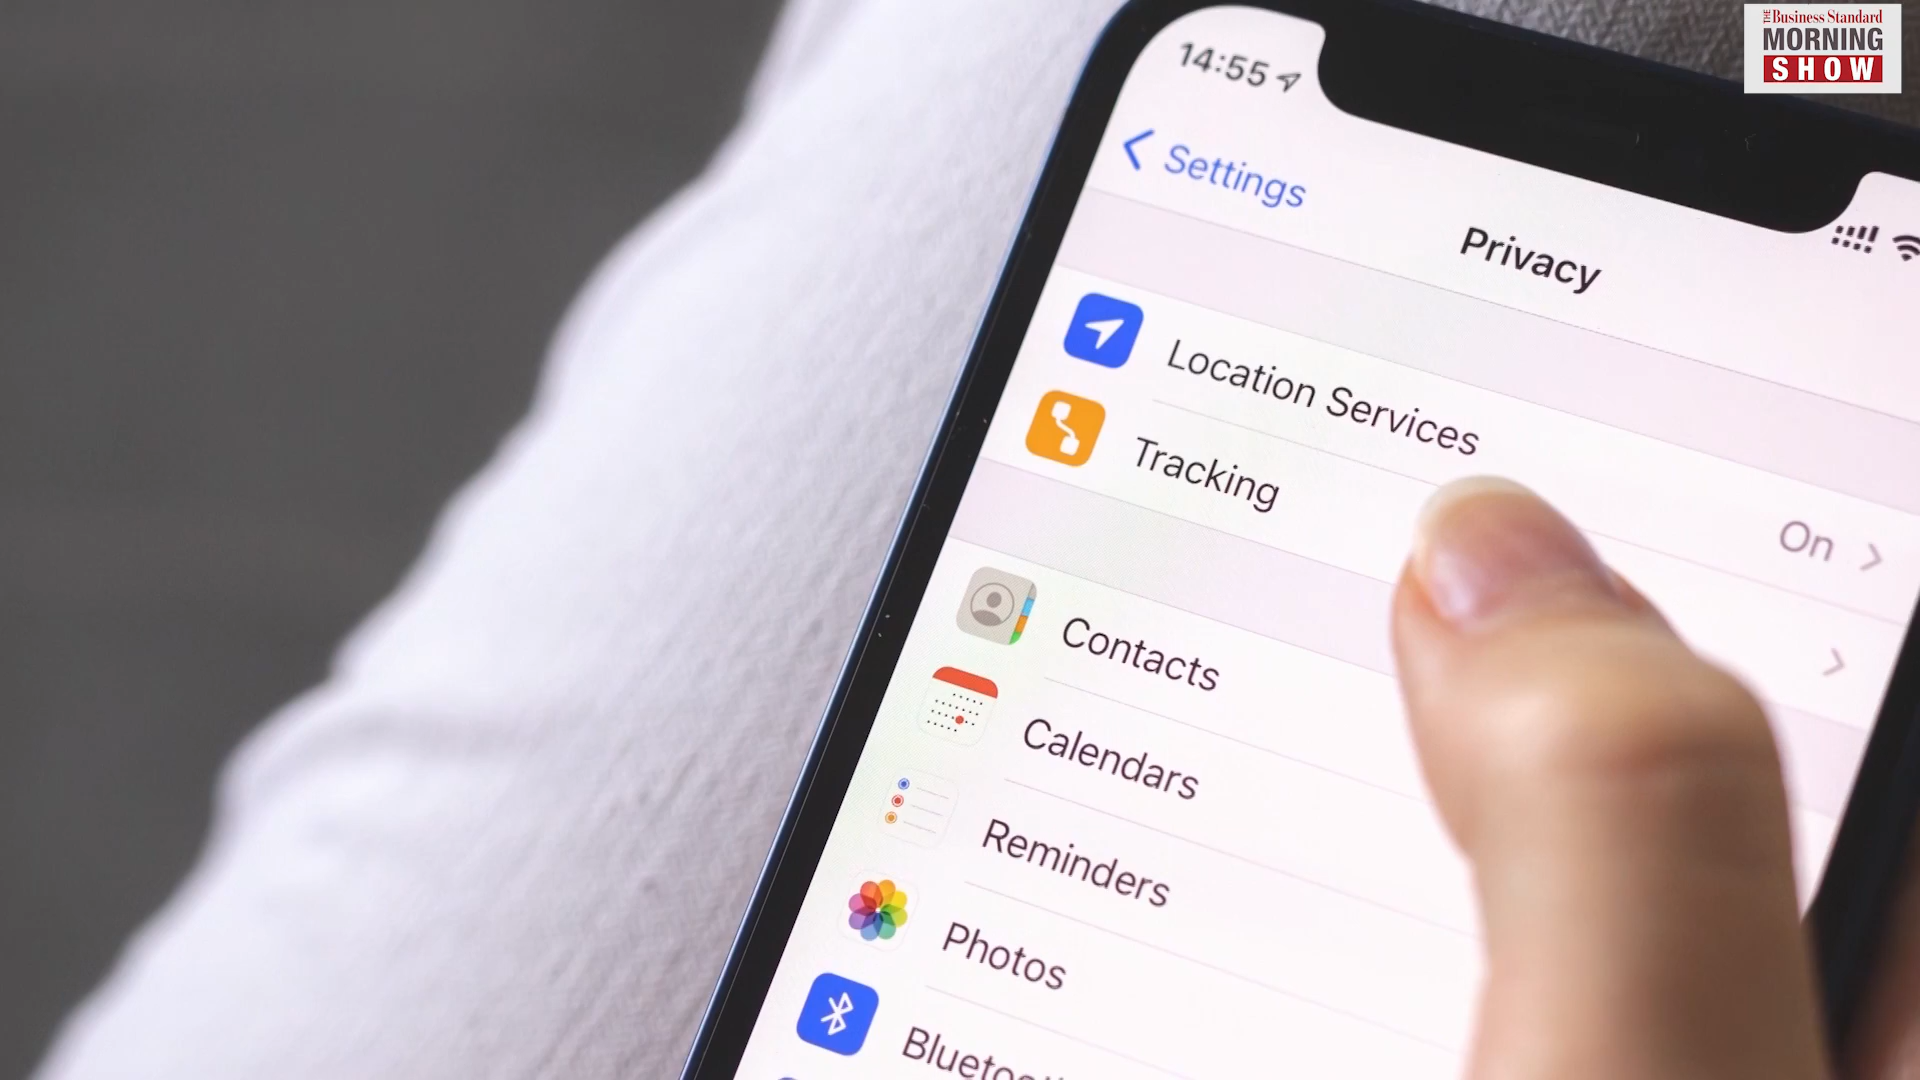 THE Business Standard
MORNING
SHOW
14:55
Settings
Privacy
Location Services
On
Tracking
Contacts
Calendars
Reminders
Photos